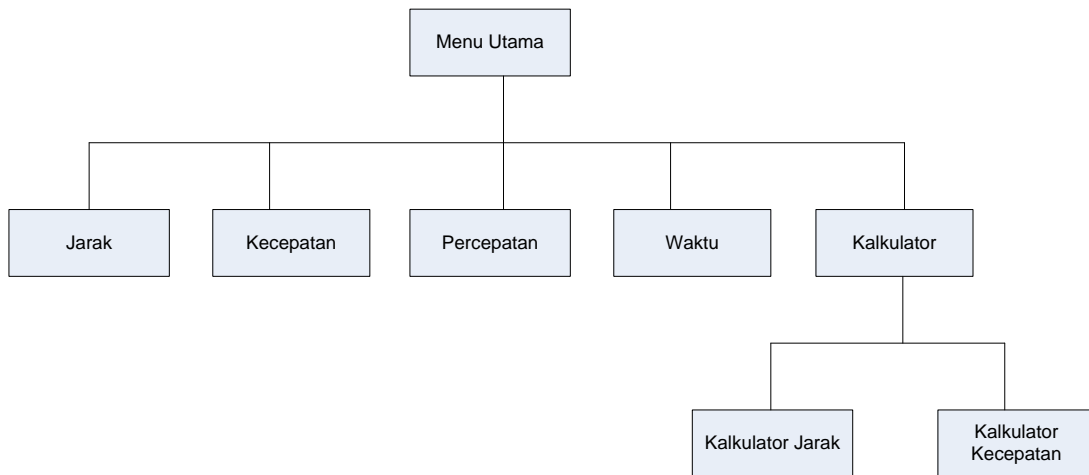 Menu Utama
Jarak
Kecepatan
Percepatan
Waktu
Kalkulator
Kalkulator Jarak
Kalkulator
Kecepatan